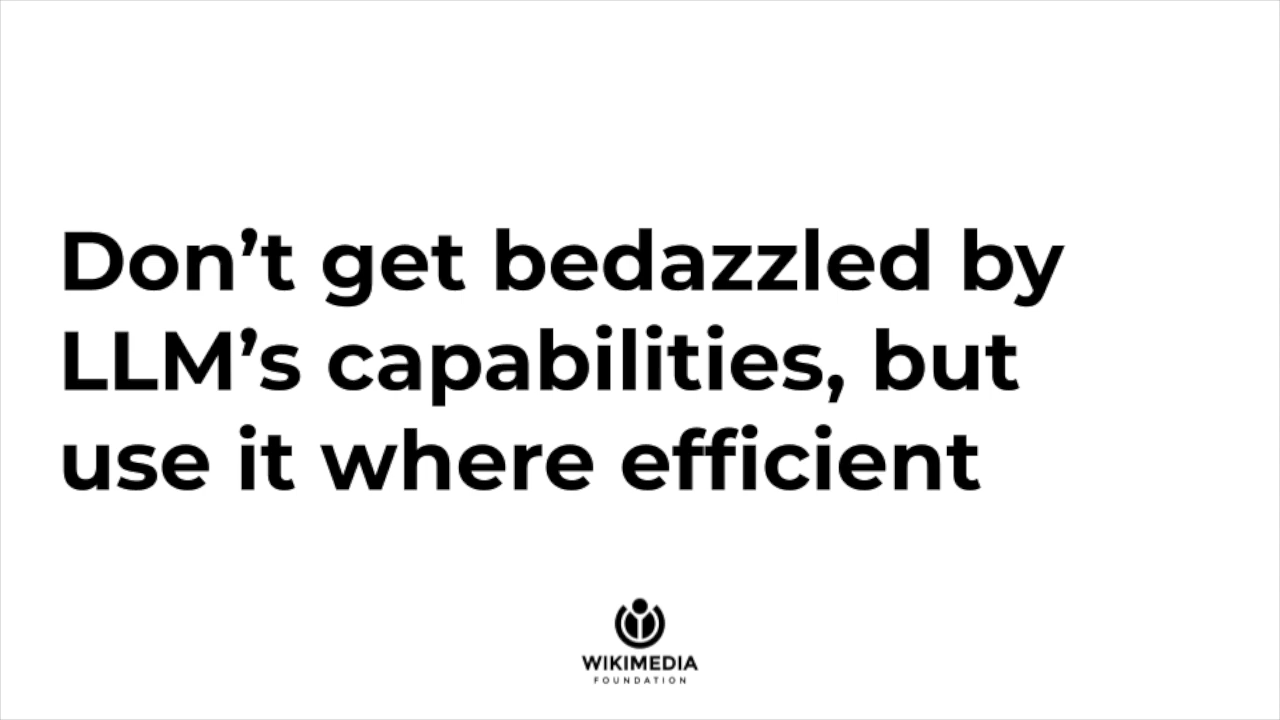 Don’t get bedazzled by
LLM’s capabilities, but
use it where efficient
WIKIMEDIA
FOUNDATION